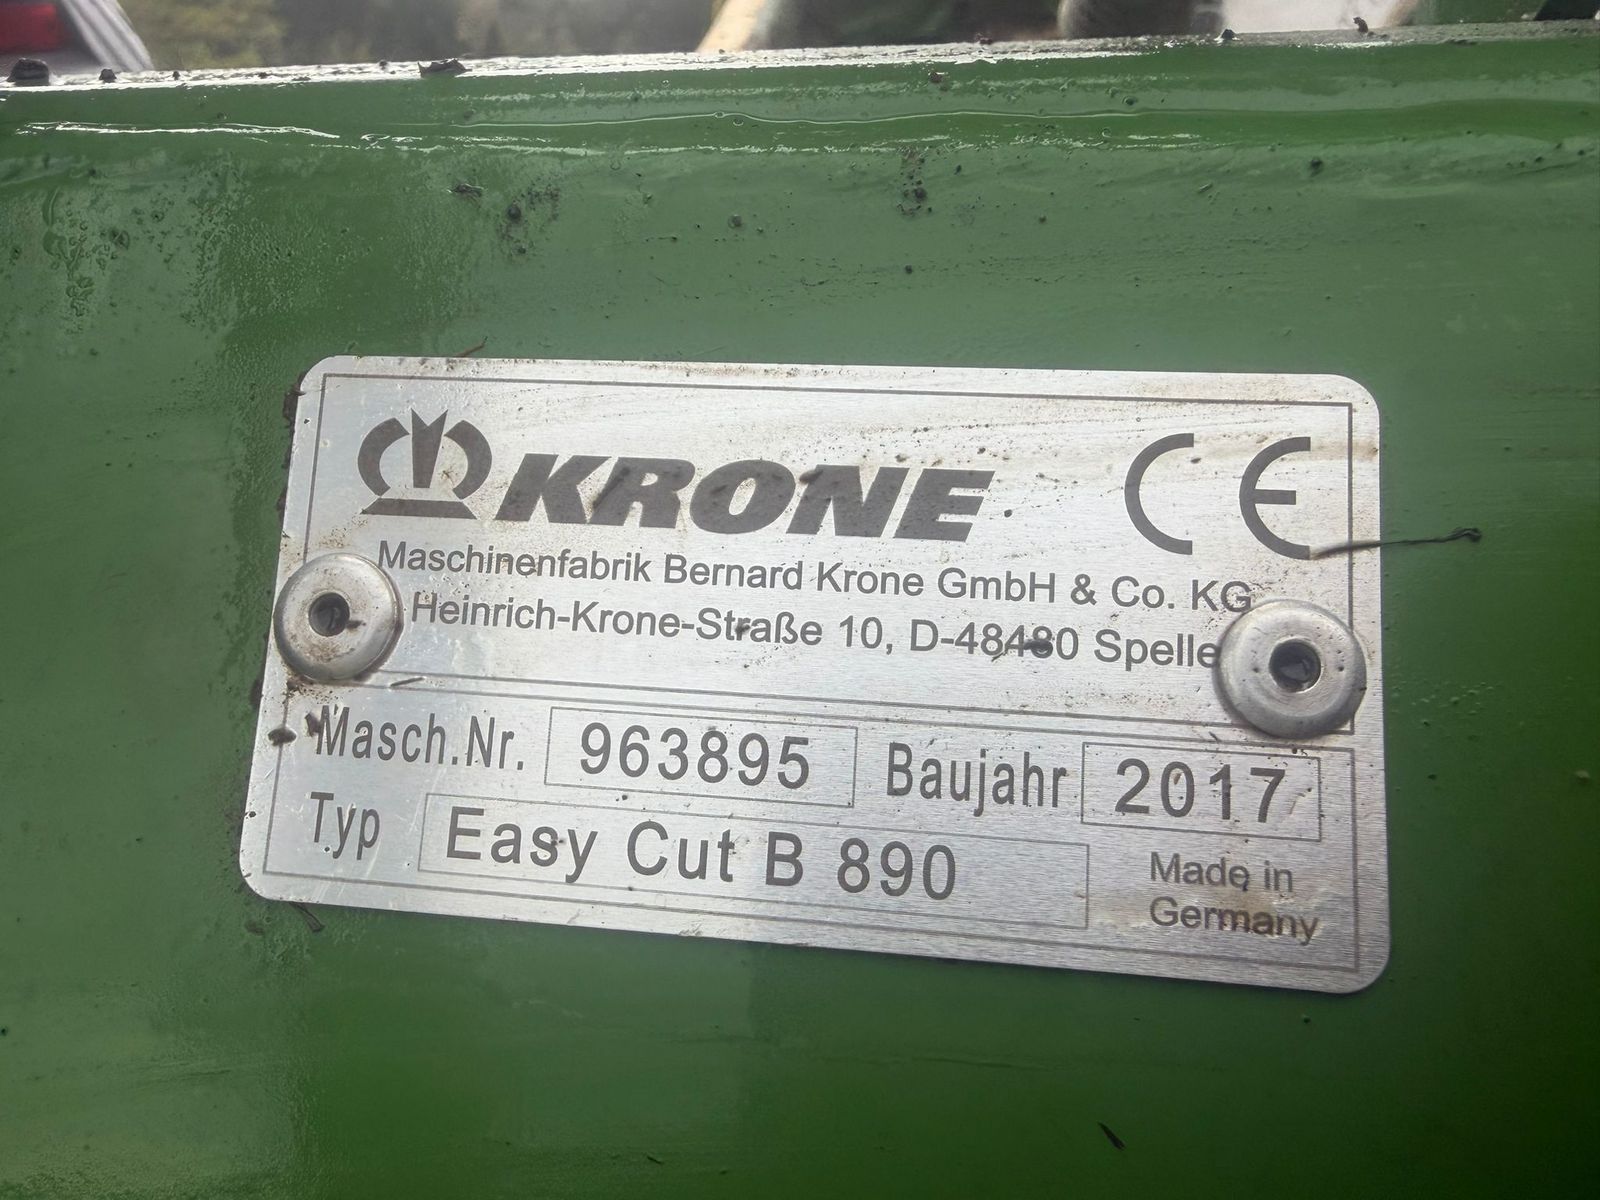 KRONE CE
Maschinenfabrik Bernard Krone GmbH & Co. KG
Heinrich-Krone-Straße 10, D-48480 Spelle
Masch.Nr. 963895 Baujahr 2017
Typ Easy Cut B 890
Made in
Germany